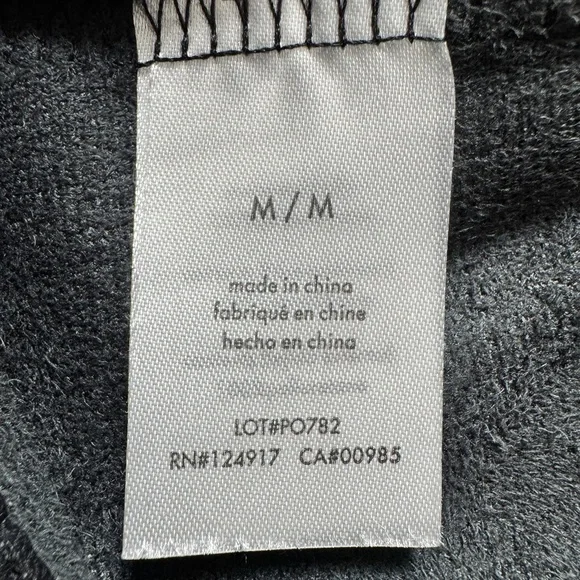 M / M
made in china
fabriqué en chine
hecho en china
LOT#PO782
RN#124917 CA#00985